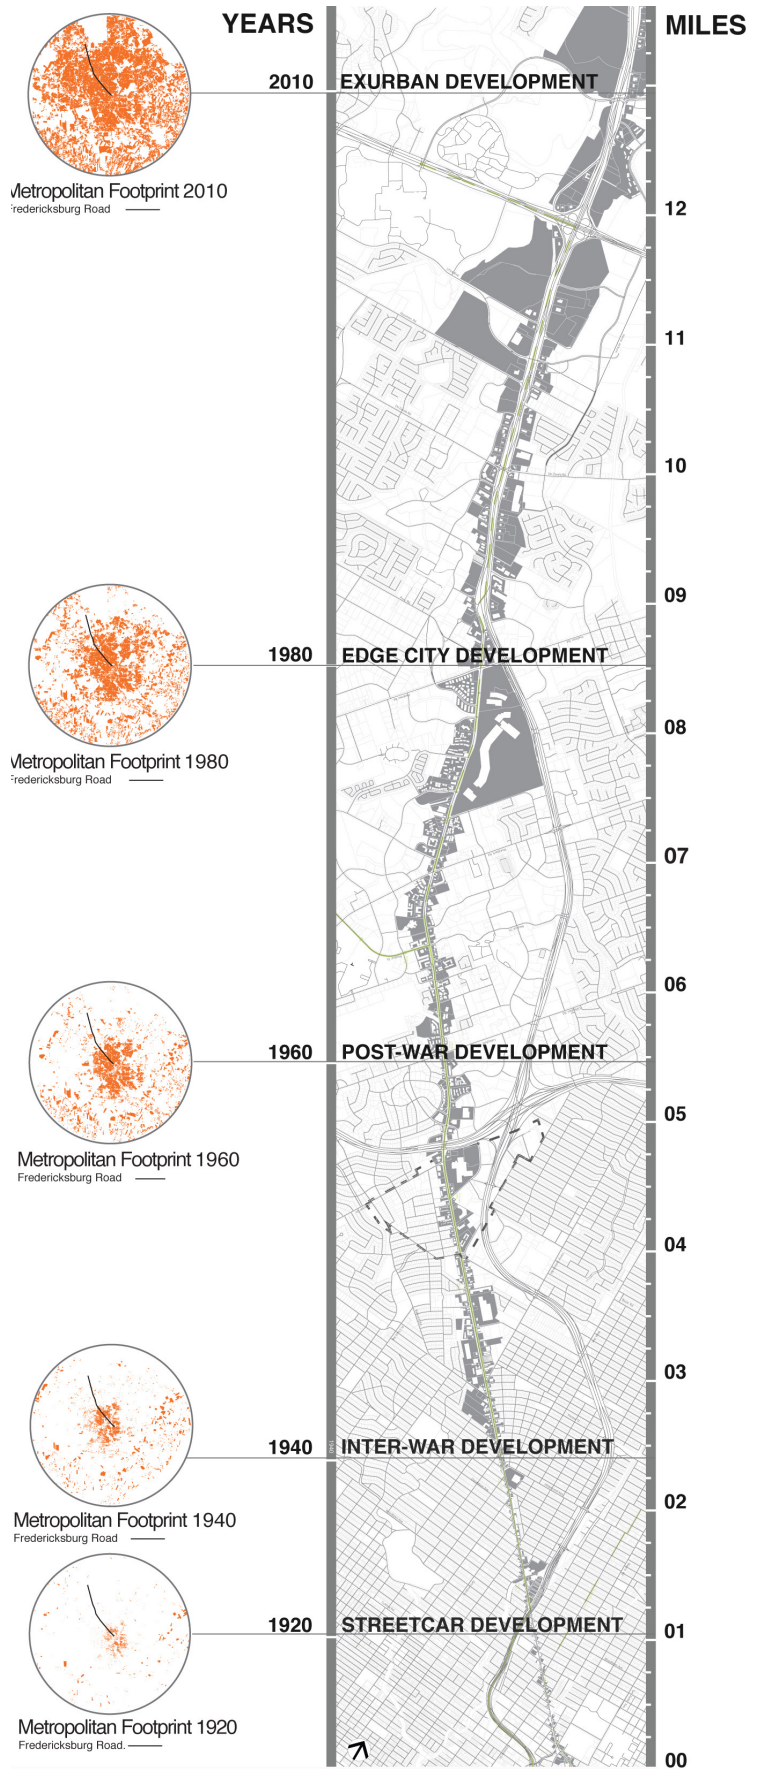 YEARS
MILES
2010 EXURBAN DEVELOPMENT
Metropolitan Footprint 2010
Fredericksburg Road
12
11
10
09
1980 EDGE CITY DEVELOPMENT
08
Metropolitan Footprint 1980
Fredericksburg Road
07
06
1960 POST-WAR DEVELOPMENT
05
Metropolitan Footprint 1960
Fredericksburg Road
04
03
1940 INTER-WAR DEVELOPMENT
1940
02
Metropolitan Footprint 1940
Fredericksburg Road
1920 STREETCAR DEVELOPMENT
01
Metropolitan Footprint 1920
Fredericksburg Road.
00